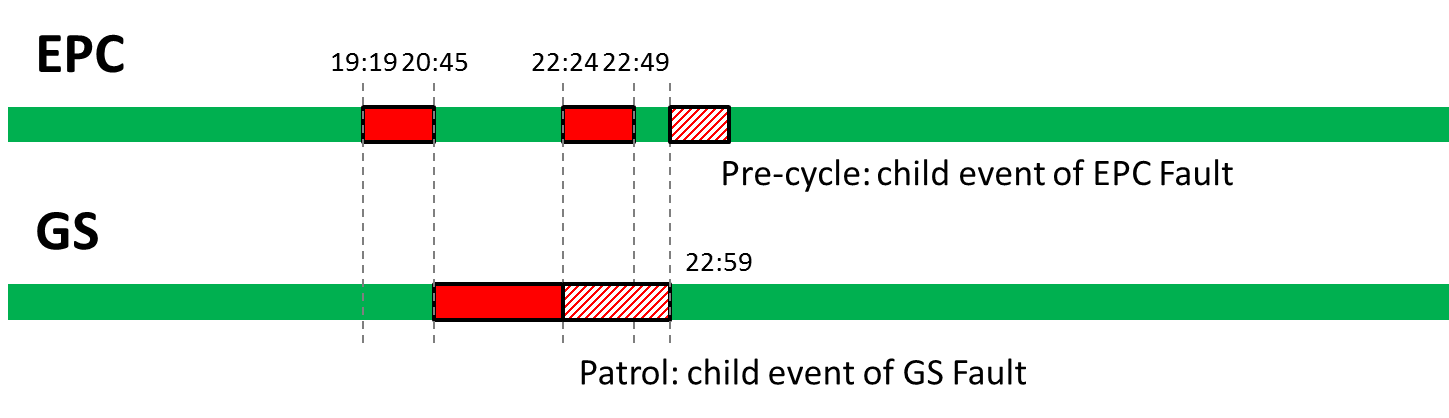 EPC
19:19 20:45 22:24 22:49
Pre-cycle: child event of EPC Fault
GS
22:59
Patrol: child event of GS Fault